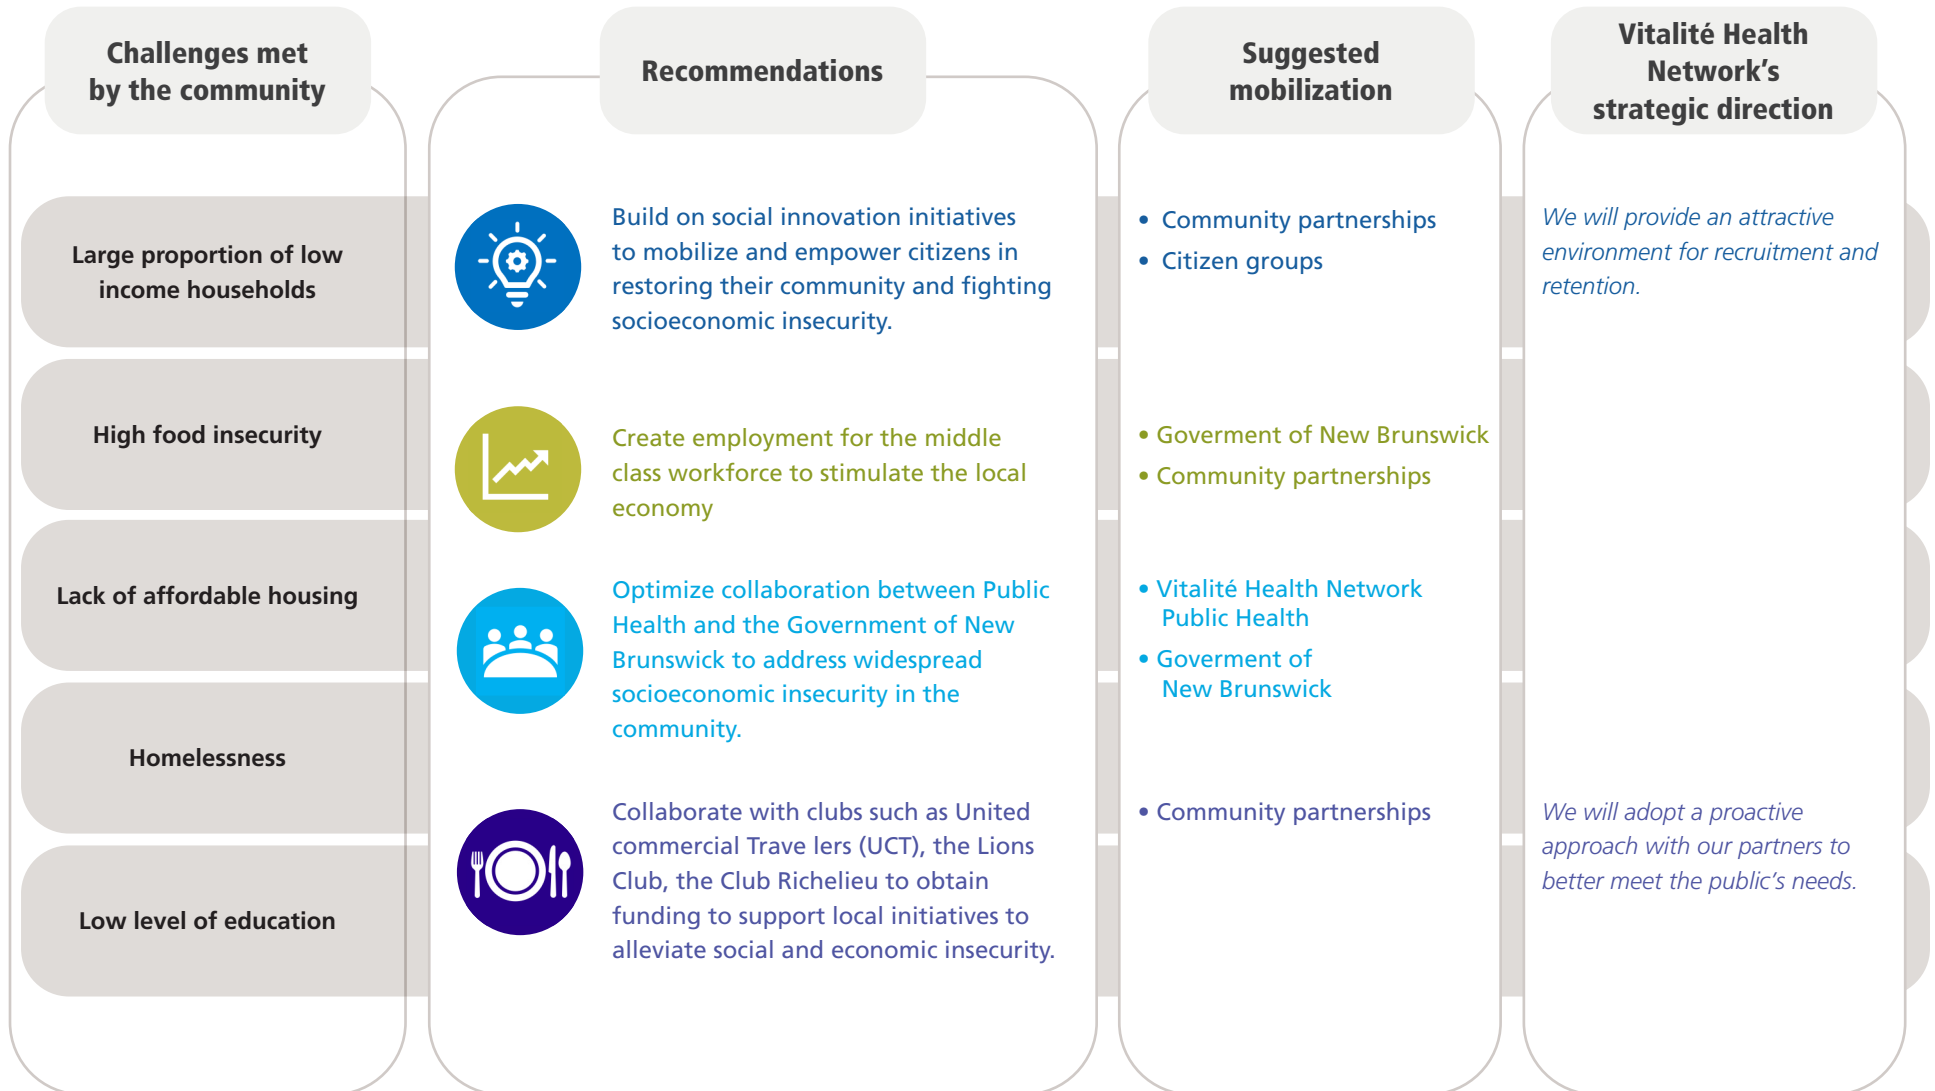 Challenges met
by the community
Recommendations
Suggested
mobilization
Vitalité Health
Network's
strategic direction
Large proportion of low
income households
High food insecurity
Lack of affordable housing
Homelessness
Low level of education
Build on social innovation initiatives
to mobilize and empower citizens in
restoring their community and fighting
socioeconomic insecurity.
• Community partnerships
• Citizen groups
We will provide an attractive
environment for recruitment and
retention.
Create employment for the middle
class workforce to stimulate the local
economy
• Goverment of New Brunswick
• Community partnerships
Optimize collaboration between Public
Health and the Government of New
Brunswick to address widespread
socioeconomic insecurity in the
community.
• Vitalité Health Network
Public Health
• Goverment of
New Brunswick
Collaborate with clubs such as United
commercial Trave lers (UCT), the Lions
Club, the Club Richelieu to obtain
funding to support local initiatives to
alleviate social and economic insecurity.
• Community partnerships
We will adopt a proactive
approach with our partners to
better meet the public's needs.